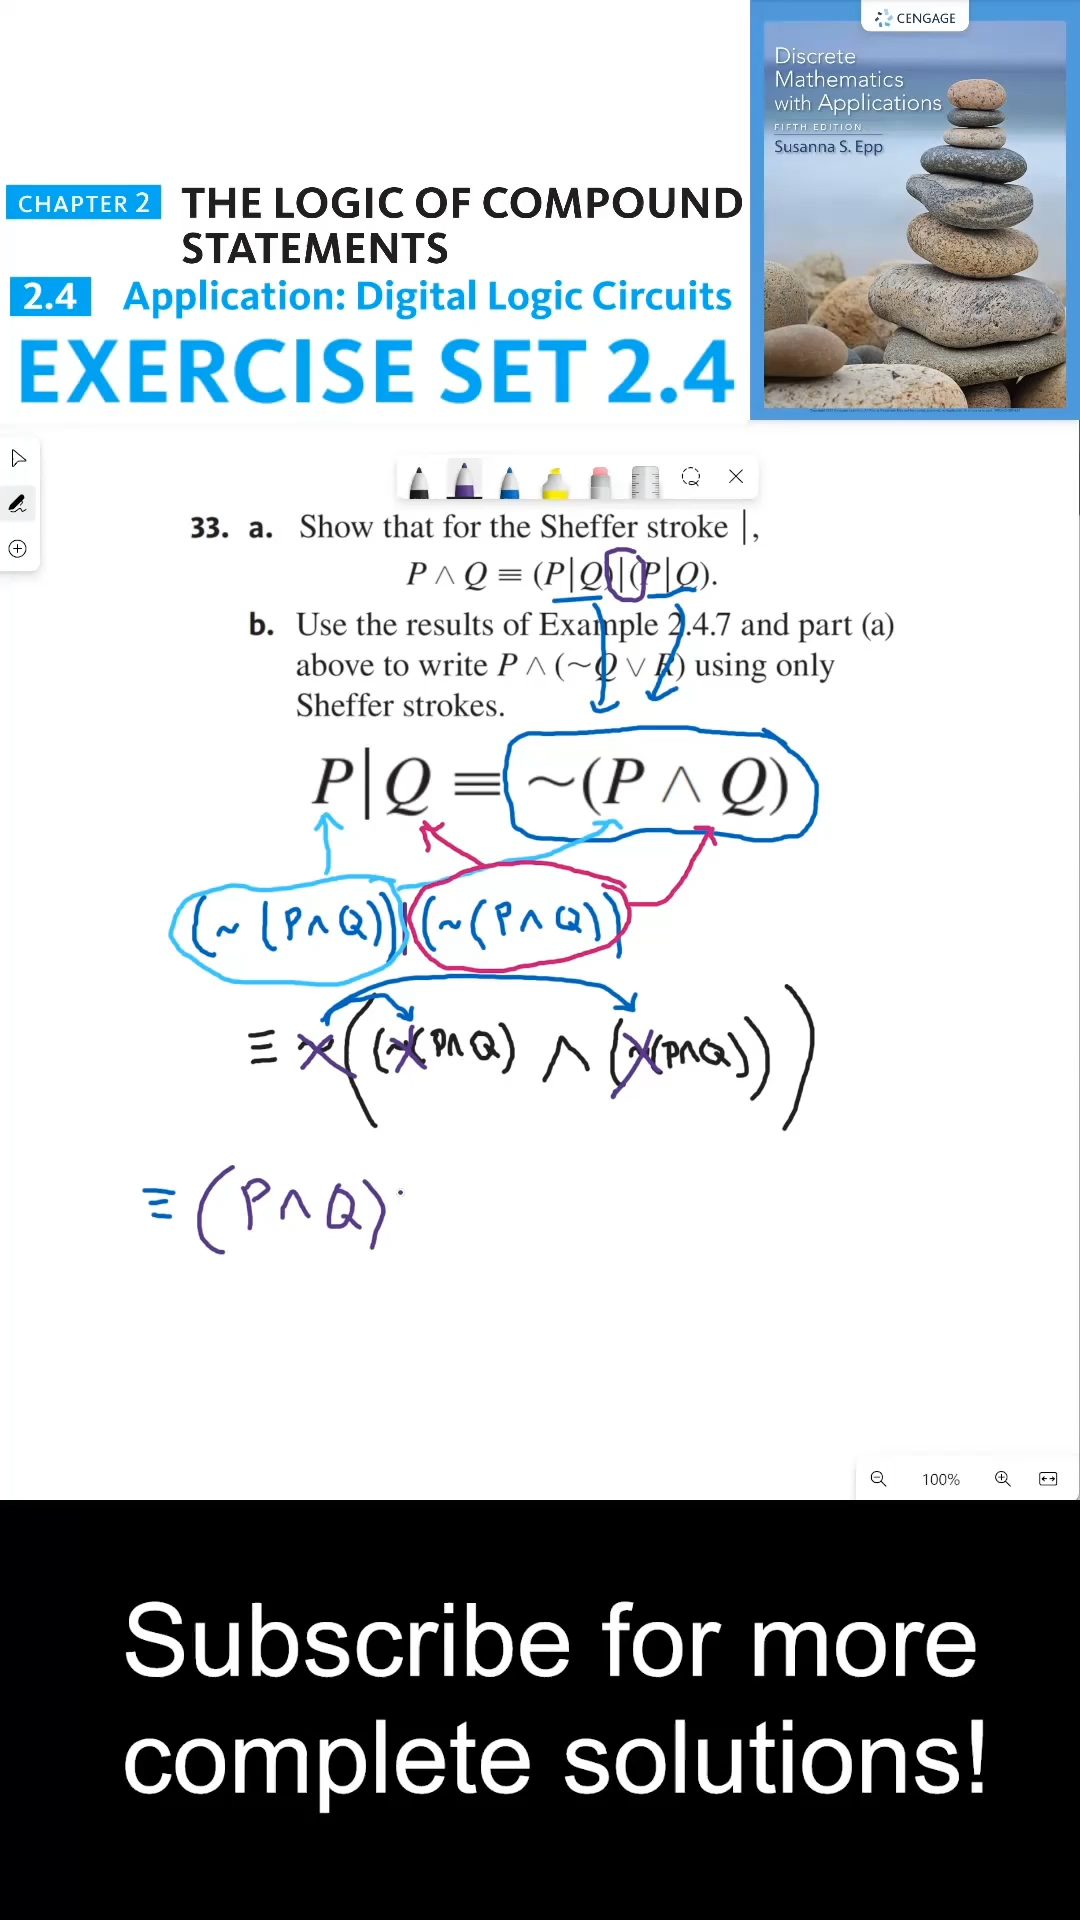 CENGAGE
Discrete
Mathematics
with Applications
FIFTH EDITION
Susanna S. Epp
CHAPTER 2 THE LOGIC OF COMPOUND
STATEMENTS
2.4 Application: Digital Logic Circuits
EXERCISE SET 2.4
33. a. Show that for the Sheffer stroke |,
P ∧ Q ≡ (P|Q)|(P|Q).
b. Use the results of Example 2.4.7 and part (a)
above to write P ∧ (~Q ∨ R) using only
Sheffer strokes.
P|Q ≡ ~(P ∧ Q)
(~(P∧Q))|(~(P∧Q))
≡ ~((~(P∧Q) ∧ (~(P∧Q)))
≡ (P∧Q)
100%
Subscribe for more
complete solutions!